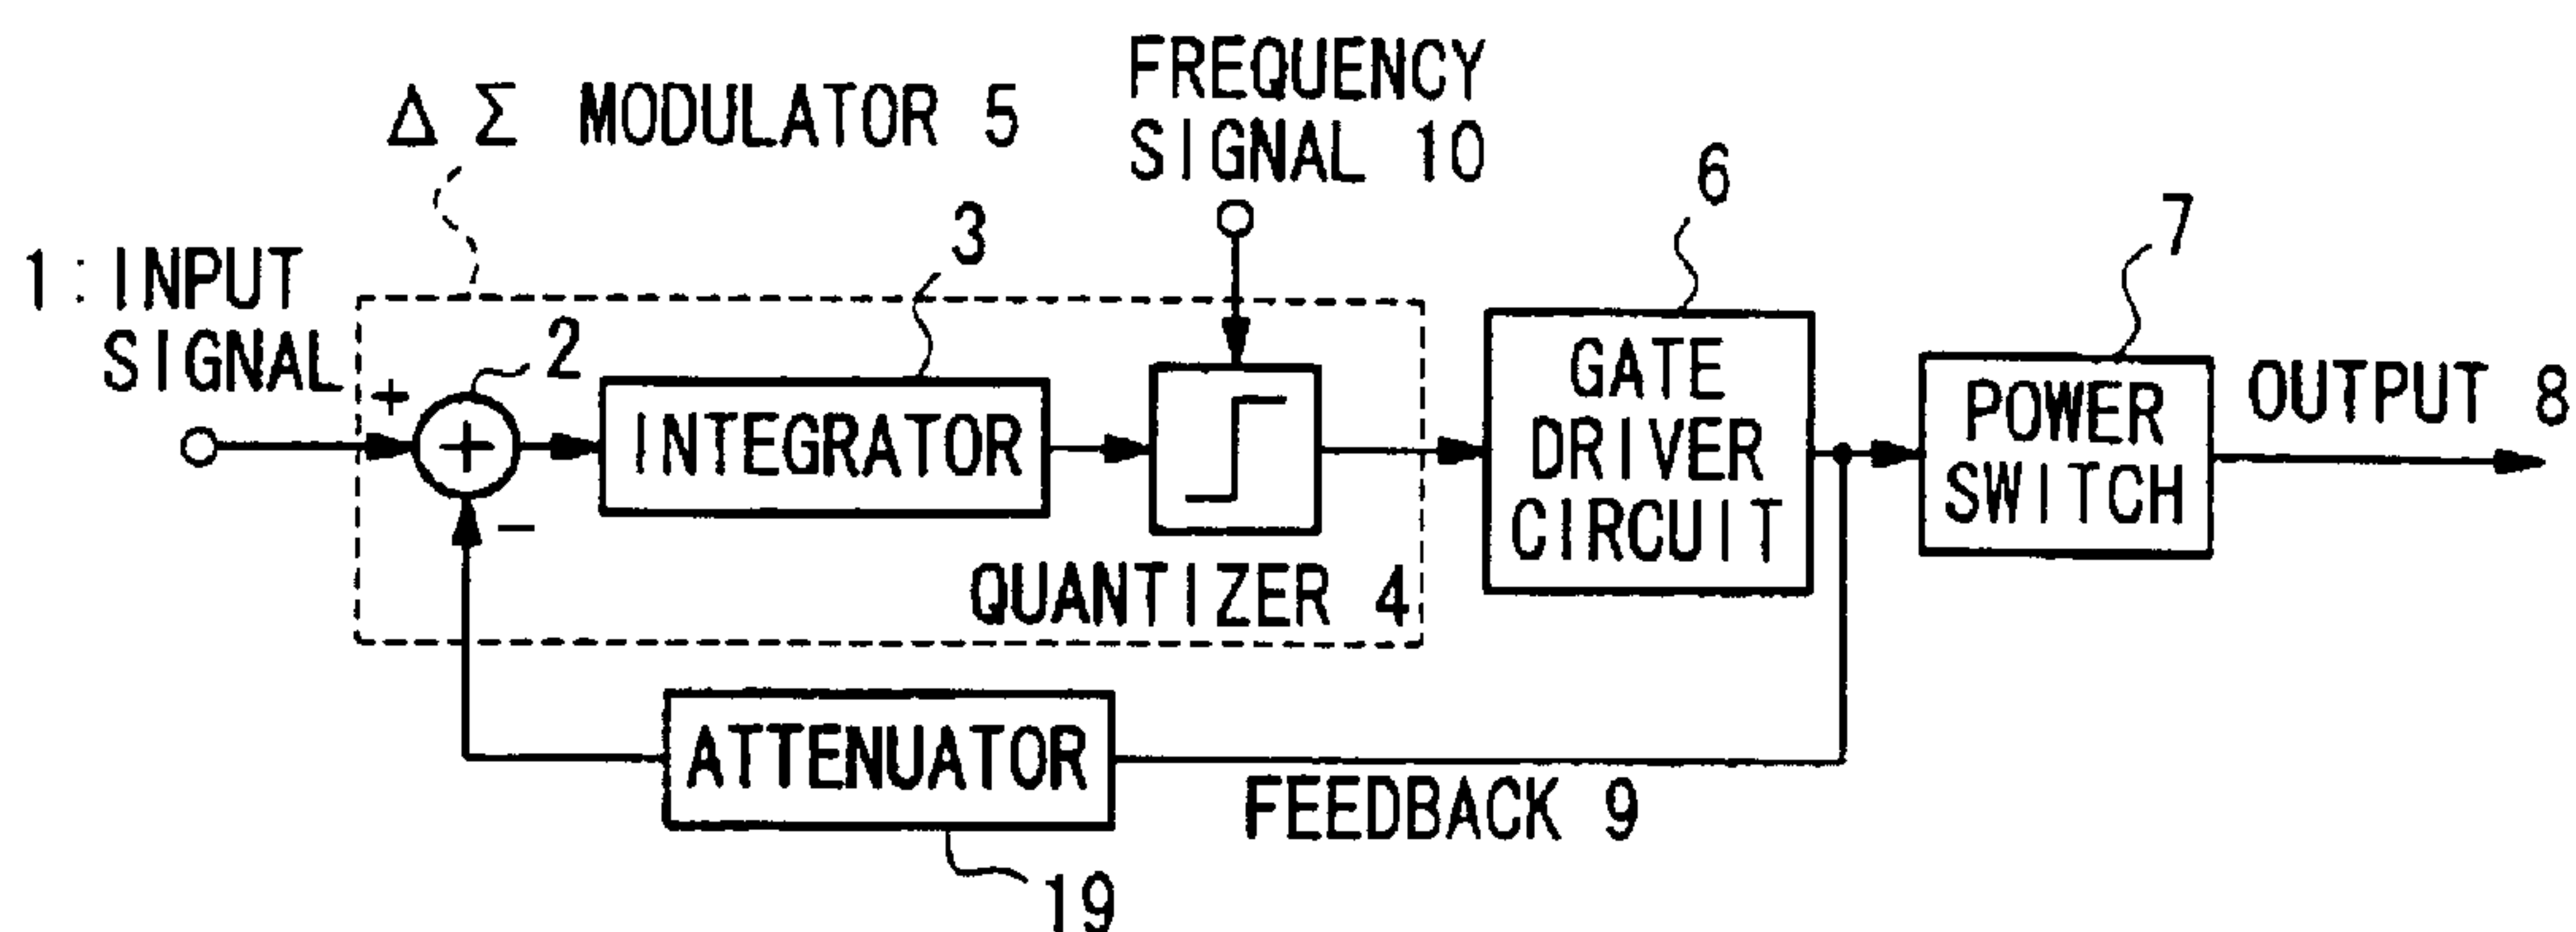 FREQUENCY
SIGNAL 10
Δ Σ MODULATOR 5
6
7
3
1 : INPUT
SIGNAL
2
+
+
-
INTEGRATOR
GATE
DRIVER
CIRCUIT
POWER
SWITCH
OUTPUT 8
QUANTIZER 4
ATTENUATOR
FEEDBACK 9
19